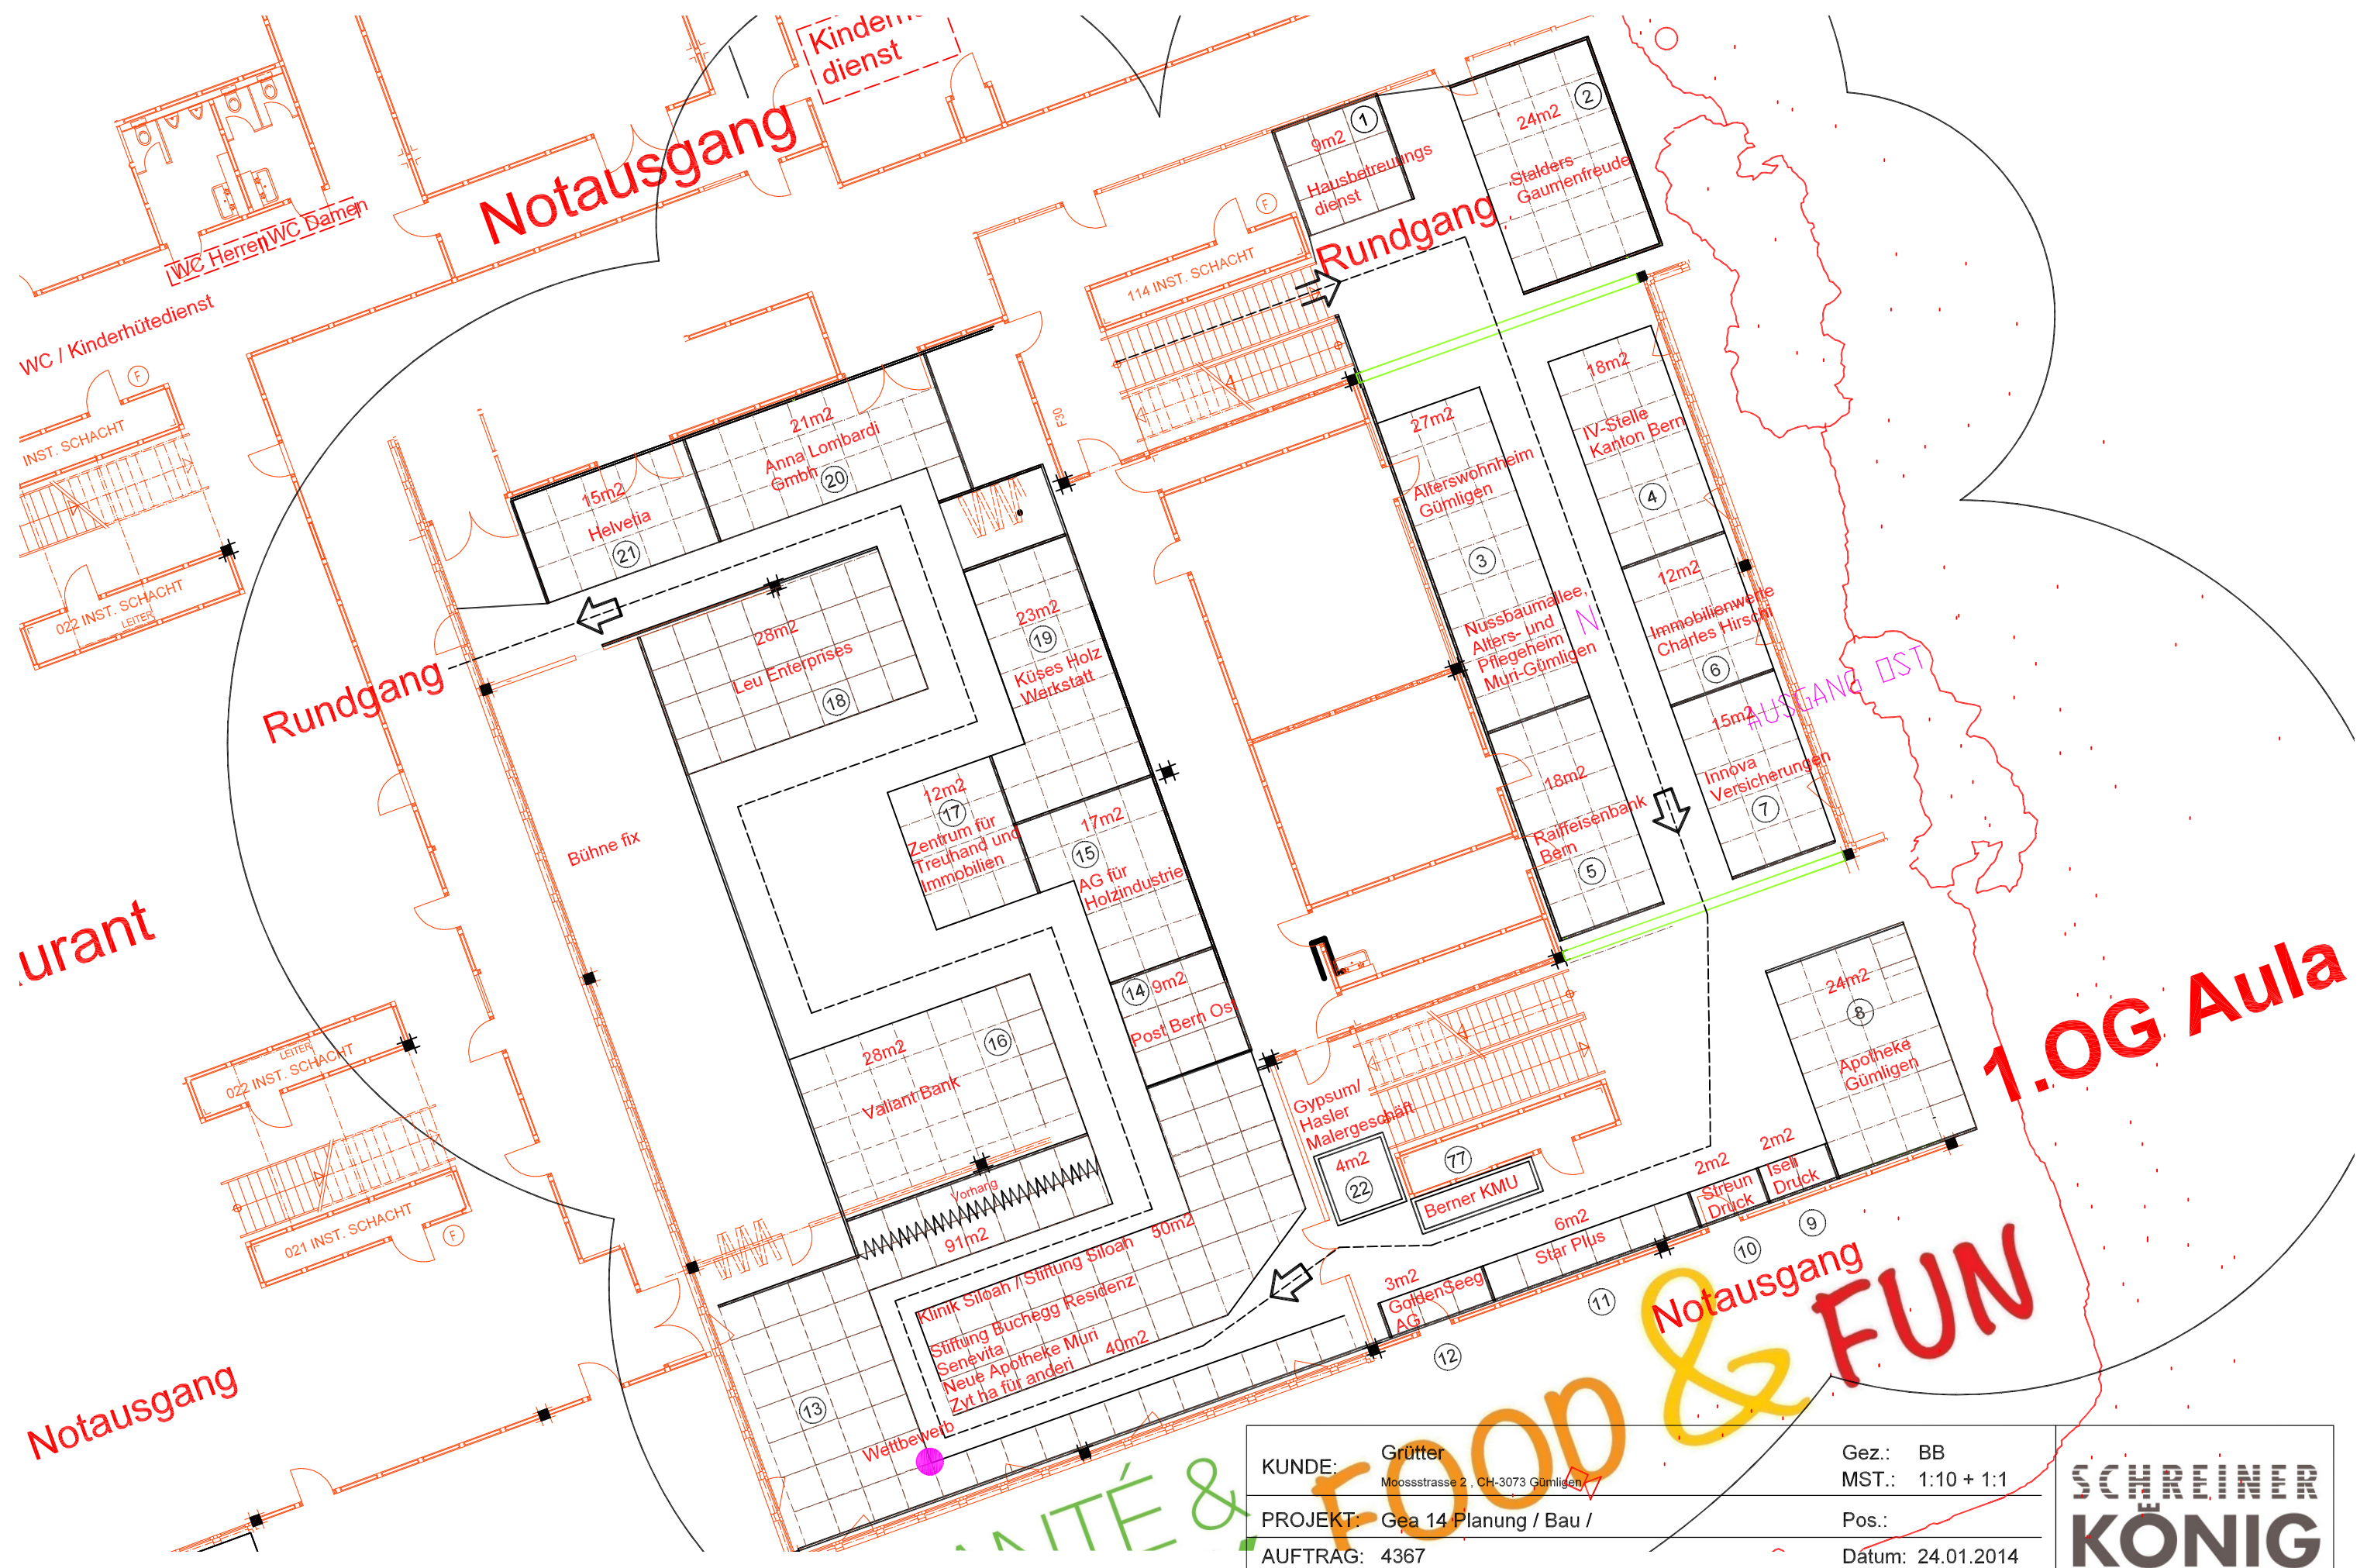 dienst
Notausgang
WC Herren
WC Damen
WC / Kinderhütedienst
F
INST. SCHACHT
022 INST. SCHACHT
LEITER
1
9m2
Hausbetreuungs
dienst
2
24m2
Stalders
Gaumenfreude
F
114 INST. SCHACHT
Rundgang
F30
21m2
Anna Lombardi
Gmbh
20
15m2
Helvetia
21
28m2
Leu Enterprises
18
23m2
19
Küses Holz
Werkstatt
27m2
Alterswohnheim
Gümligen
3
Nussbaumallee,
Alters- und
Pflegeheim
Muri-Gümligen
N
18m2
IV-Stelle
Kanton Bern
4
12m2
Immobilienwerte
Charles Hirschi
6
AUSGANG OST
15m2
Innova
Versicherungen
7
18m2
Raiffeisenbank
Bern
5
Rundgang
Bühne fix
12m2
17
Zentrum für
Treuhand und
Immobilien
17m2
15
AG für
Holzindustrie
14
9m2
Post Bern Ost
28m2
16
Valiant Bank
Vorhang
91m2
24m2
8
Apotheke
Gümligen
1.OG Aula
urant
LEITER
022 INST. SCHACHT
021 INST. SCHACHT
F
Gypsum/
Hasler
Malergeschäft
4m2
22
77
Berner KMU
2m2
Iseli
Druck
9
2m2
Streun
Druck
10
6m2
Star Plus
11
3m2
GoldenSeeg
AG
12
Notausgang
Klinik Siloah / Stiftung Siloah
50m2
Stiftung Buchegg Residenz
Senevita
Neue Apotheke Muri
Zyt ha für anderi
40m2
13
Wettbewerb
Notausgang
NTÉ &
FOOD & FUN
KUNDE: Grütter
Moossstrasse 2 , CH-3073 Gümligen
Gez.: BB
MST.: 1:10 + 1:1
PROJEKT: Gea 14 Planung / Bau /
Pos.:
AUFTRAG: 4367
Datum: 24.01.2014
SCHREINER
KÖNIG